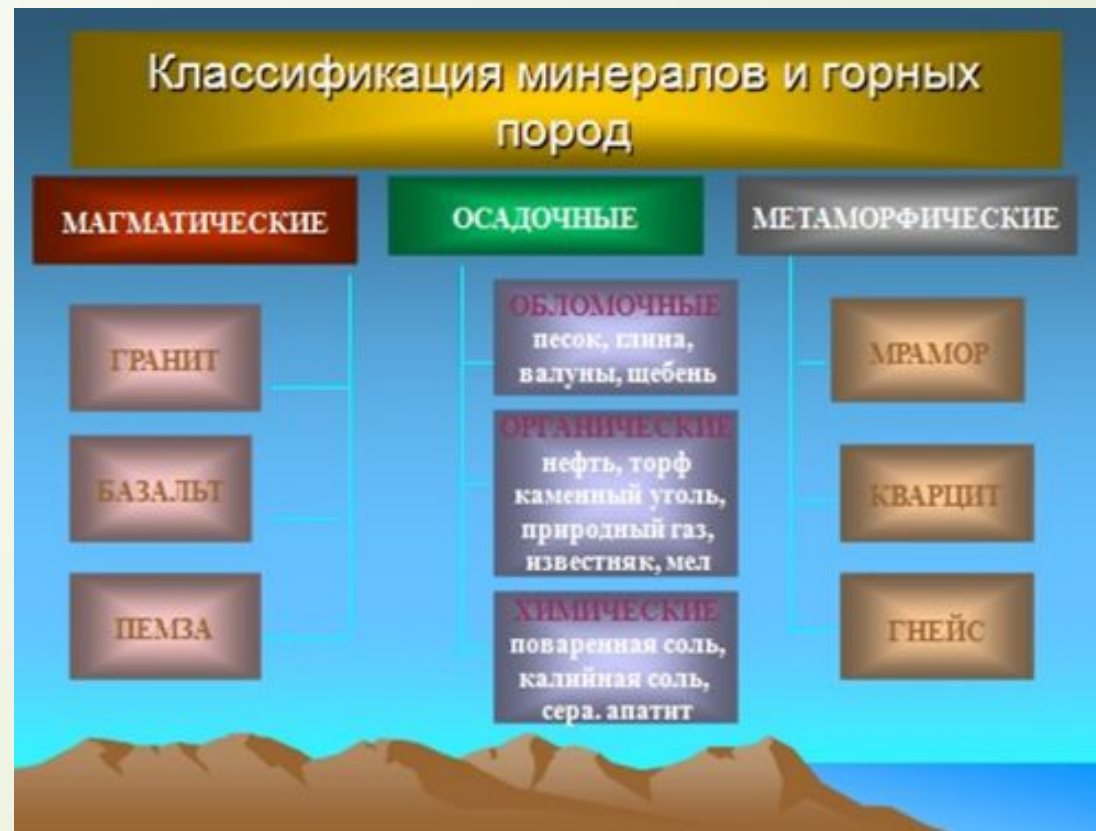 Классификация минералов и горных
пород
МАГМАТИЧЕСКИЕ
ГРАНИТ
БАЗАЛЬТ
ПЕМЗА
ОСАДОЧНЫЕ
ОБЛОМОЧНЫЕ
песок, глина,
валуны, щебень
ОРГАНИЧЕСКИЕ
нефть, торф
каменный уголь,
природный газ,
известняк, мел
ХИМИЧЕСКИЕ
поваренная соль,
калийная соль,
сера. апатит
МЕТАМОРФИЧЕСКИЕ
МРАМОР
КВАРЦИТ
ГНЕЙС